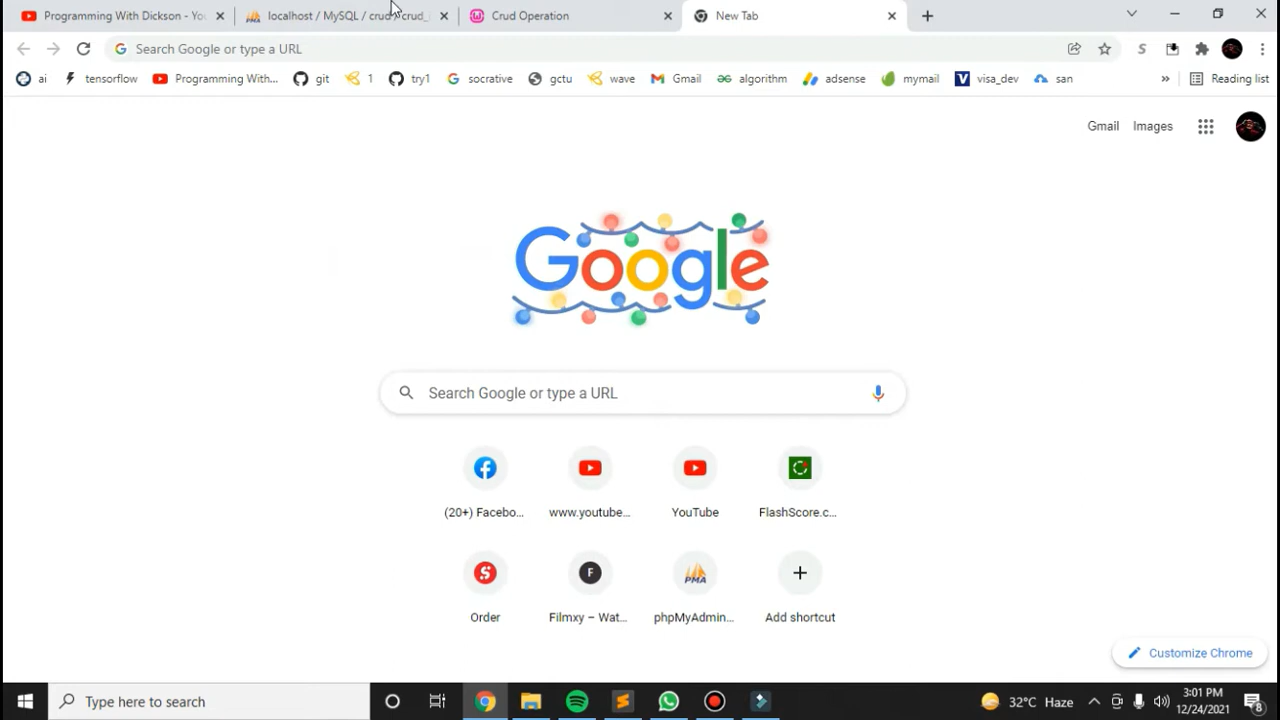 Programming With Dickson - You
localhost / MySQL / crud / crud_
Crud Operation
New Tab
Search Google or type a URL
ai
tensorflow
Programming With...
git
1
try1
socrative
gctu
wave
Gmail
algorithm
adsense
mymail
visa_dev
san
»
Reading list
Gmail
Images
Google
Search Google or type a URL
(20+) Facebo...
www.youtube...
YouTube
FlashScore.c...
Order
Filmxy – Wat...
phpMyAdmin...
Add shortcut
Customize Chrome
Type here to search
32°C Haze
3:01 PM
12/24/2021
8